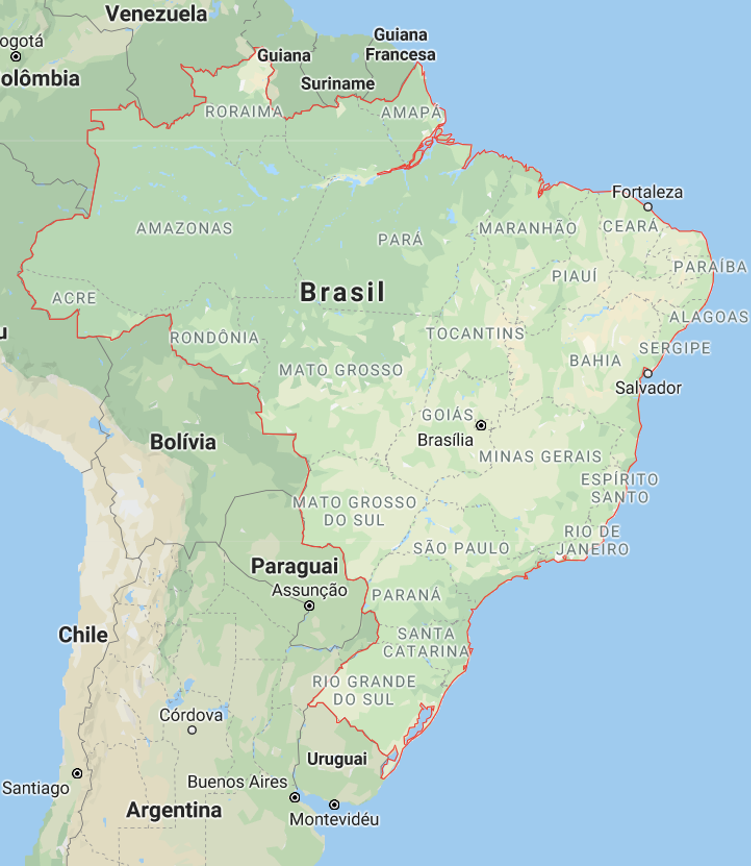 Venezuela
ogotá
olômbia
Guiana
Guiana
Francesa
Suriname
RORAIMA
AMAPÁ
Fortaleza
AMAZONAS
PARÁ
MARANHÃO
CEARÁ
PARAÍBA
PIAUÍ
Brasil
ACRE
ALAGOAS
u
RONDÔNIA
TOCANTINS
SERGIPE
MATO GROSSO
BAHIA
Salvador
GOIÁS
Brasília
Bolívia
MINAS GERAIS
ESPÍRITO
SANTO
MATO GROSSO
DO SUL
RIO DE
JANEIRO
SÃO PAULO
Paraguai
Assunção
PARANÁ
Chile
SANTA
CATARINA
RIO GRANDE
DO SUL
Córdova
Uruguai
Santiago
Buenos Aires
Argentina
Montevidéu